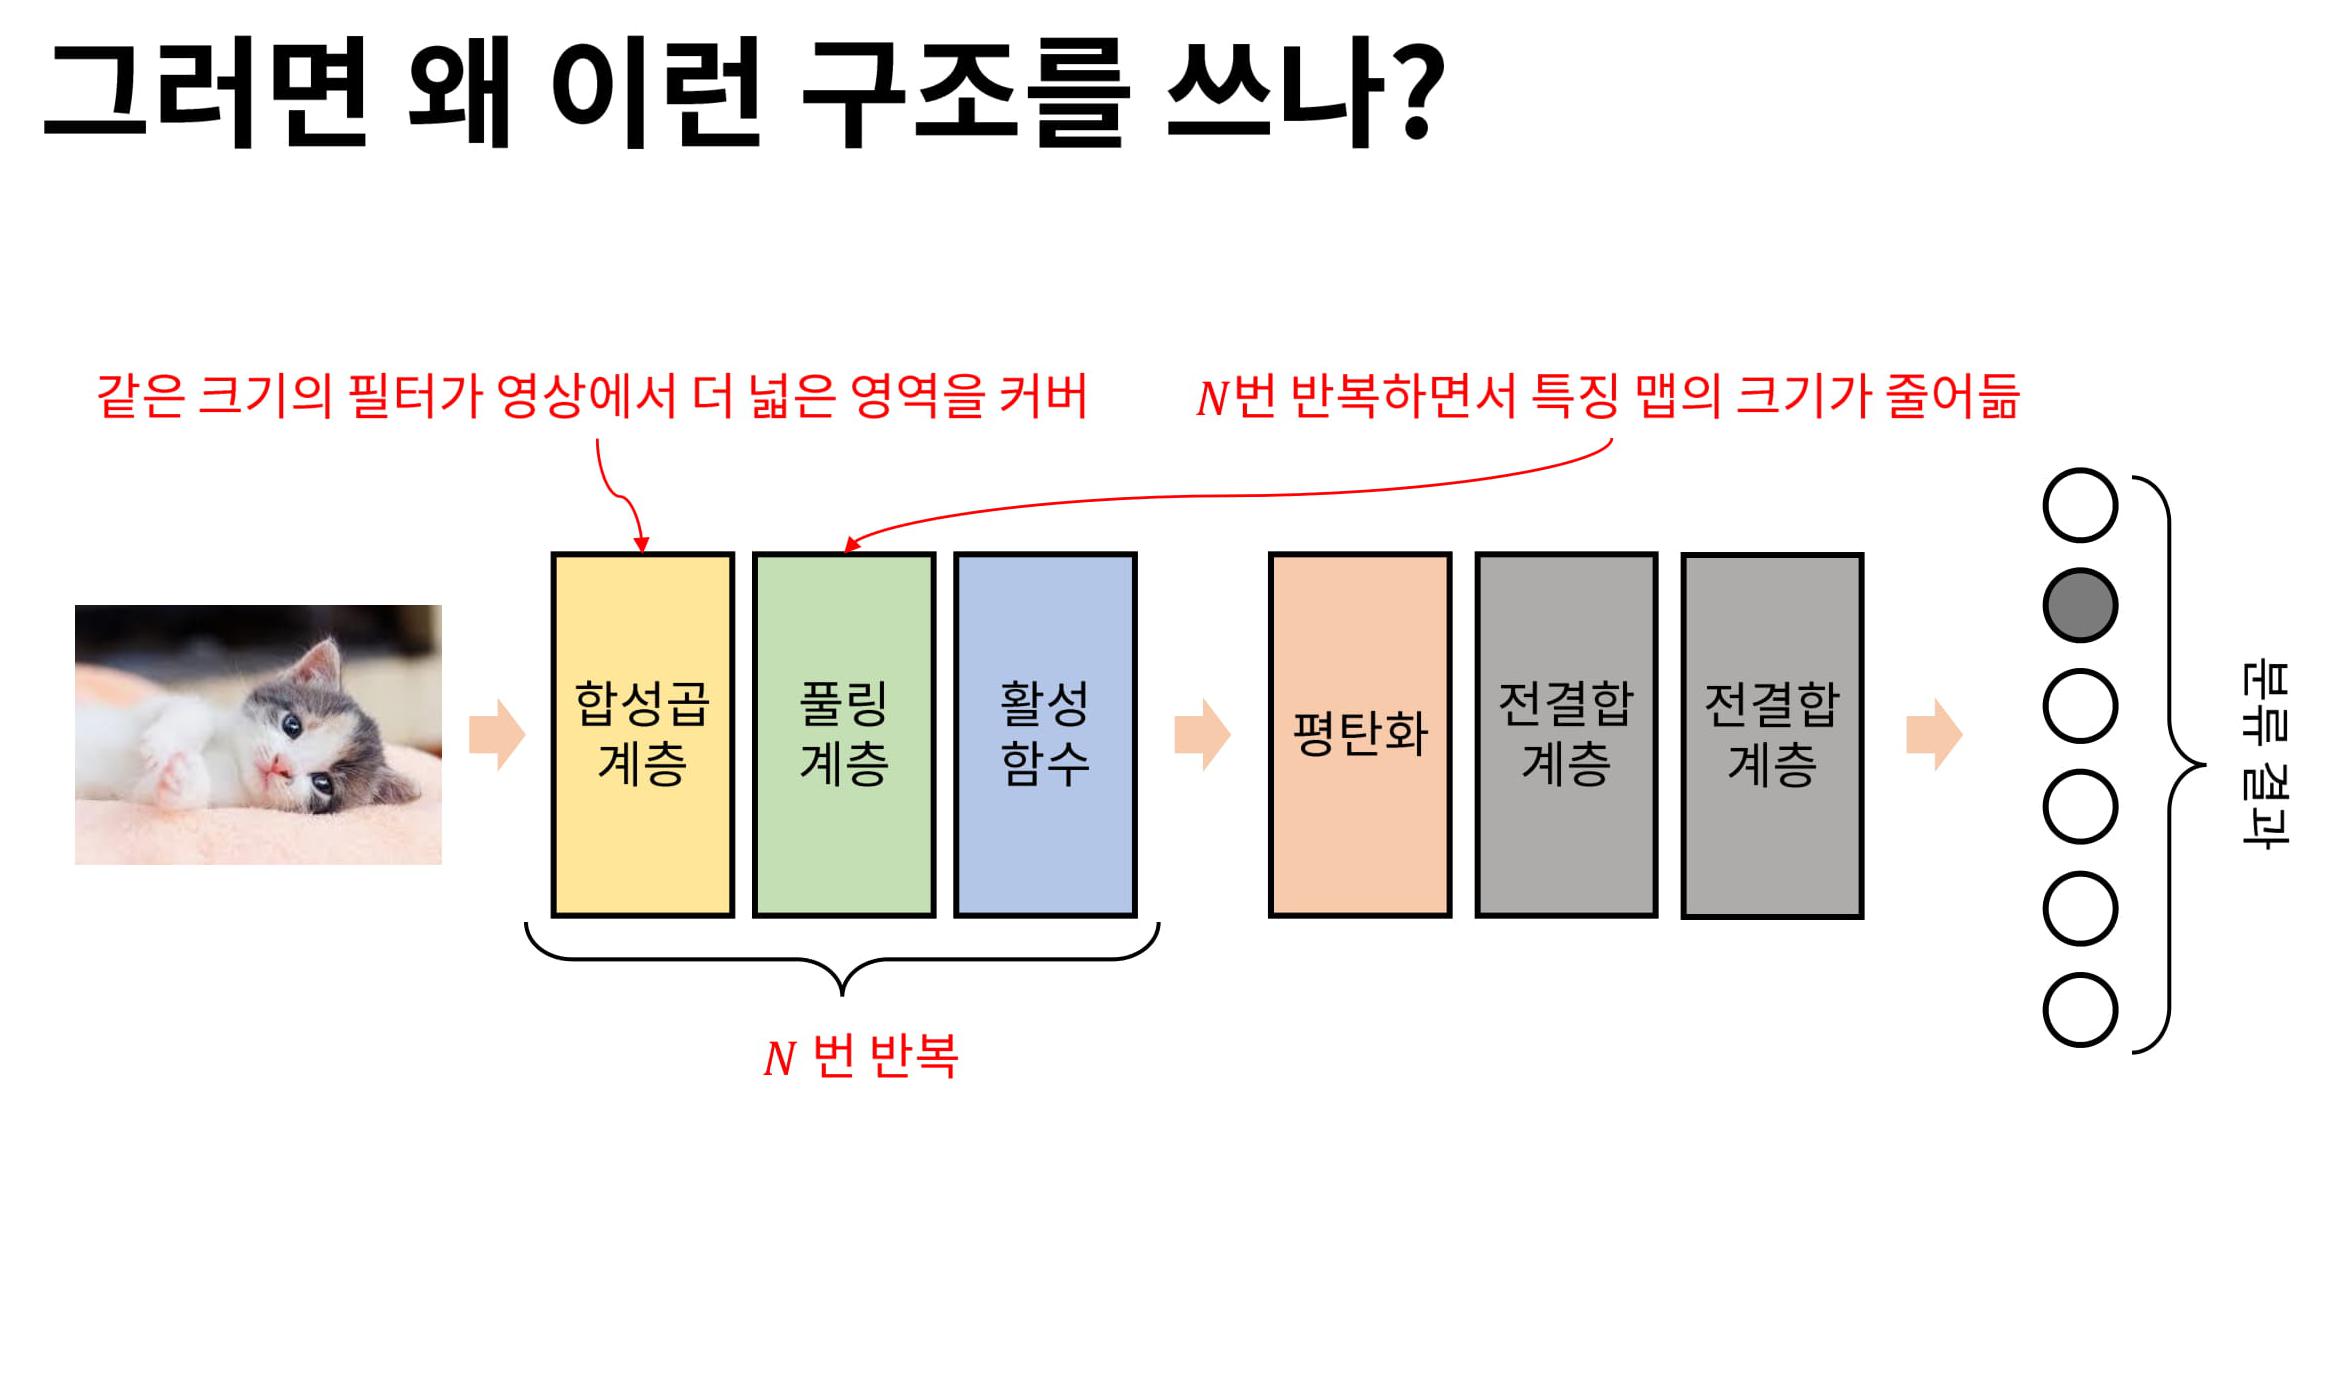 그러면 왜 이런 구조를 쓰나?
같은 크기의 필터가 영상에서 더 넓은 영역을 커버
N번 반복하면서 특징 맵의 크기가 줄어듦
합성곱
계층
풀링
계층
활성
함수
평탄화
전결합
계층
전결합
계층
분류 결과
N 번 반복